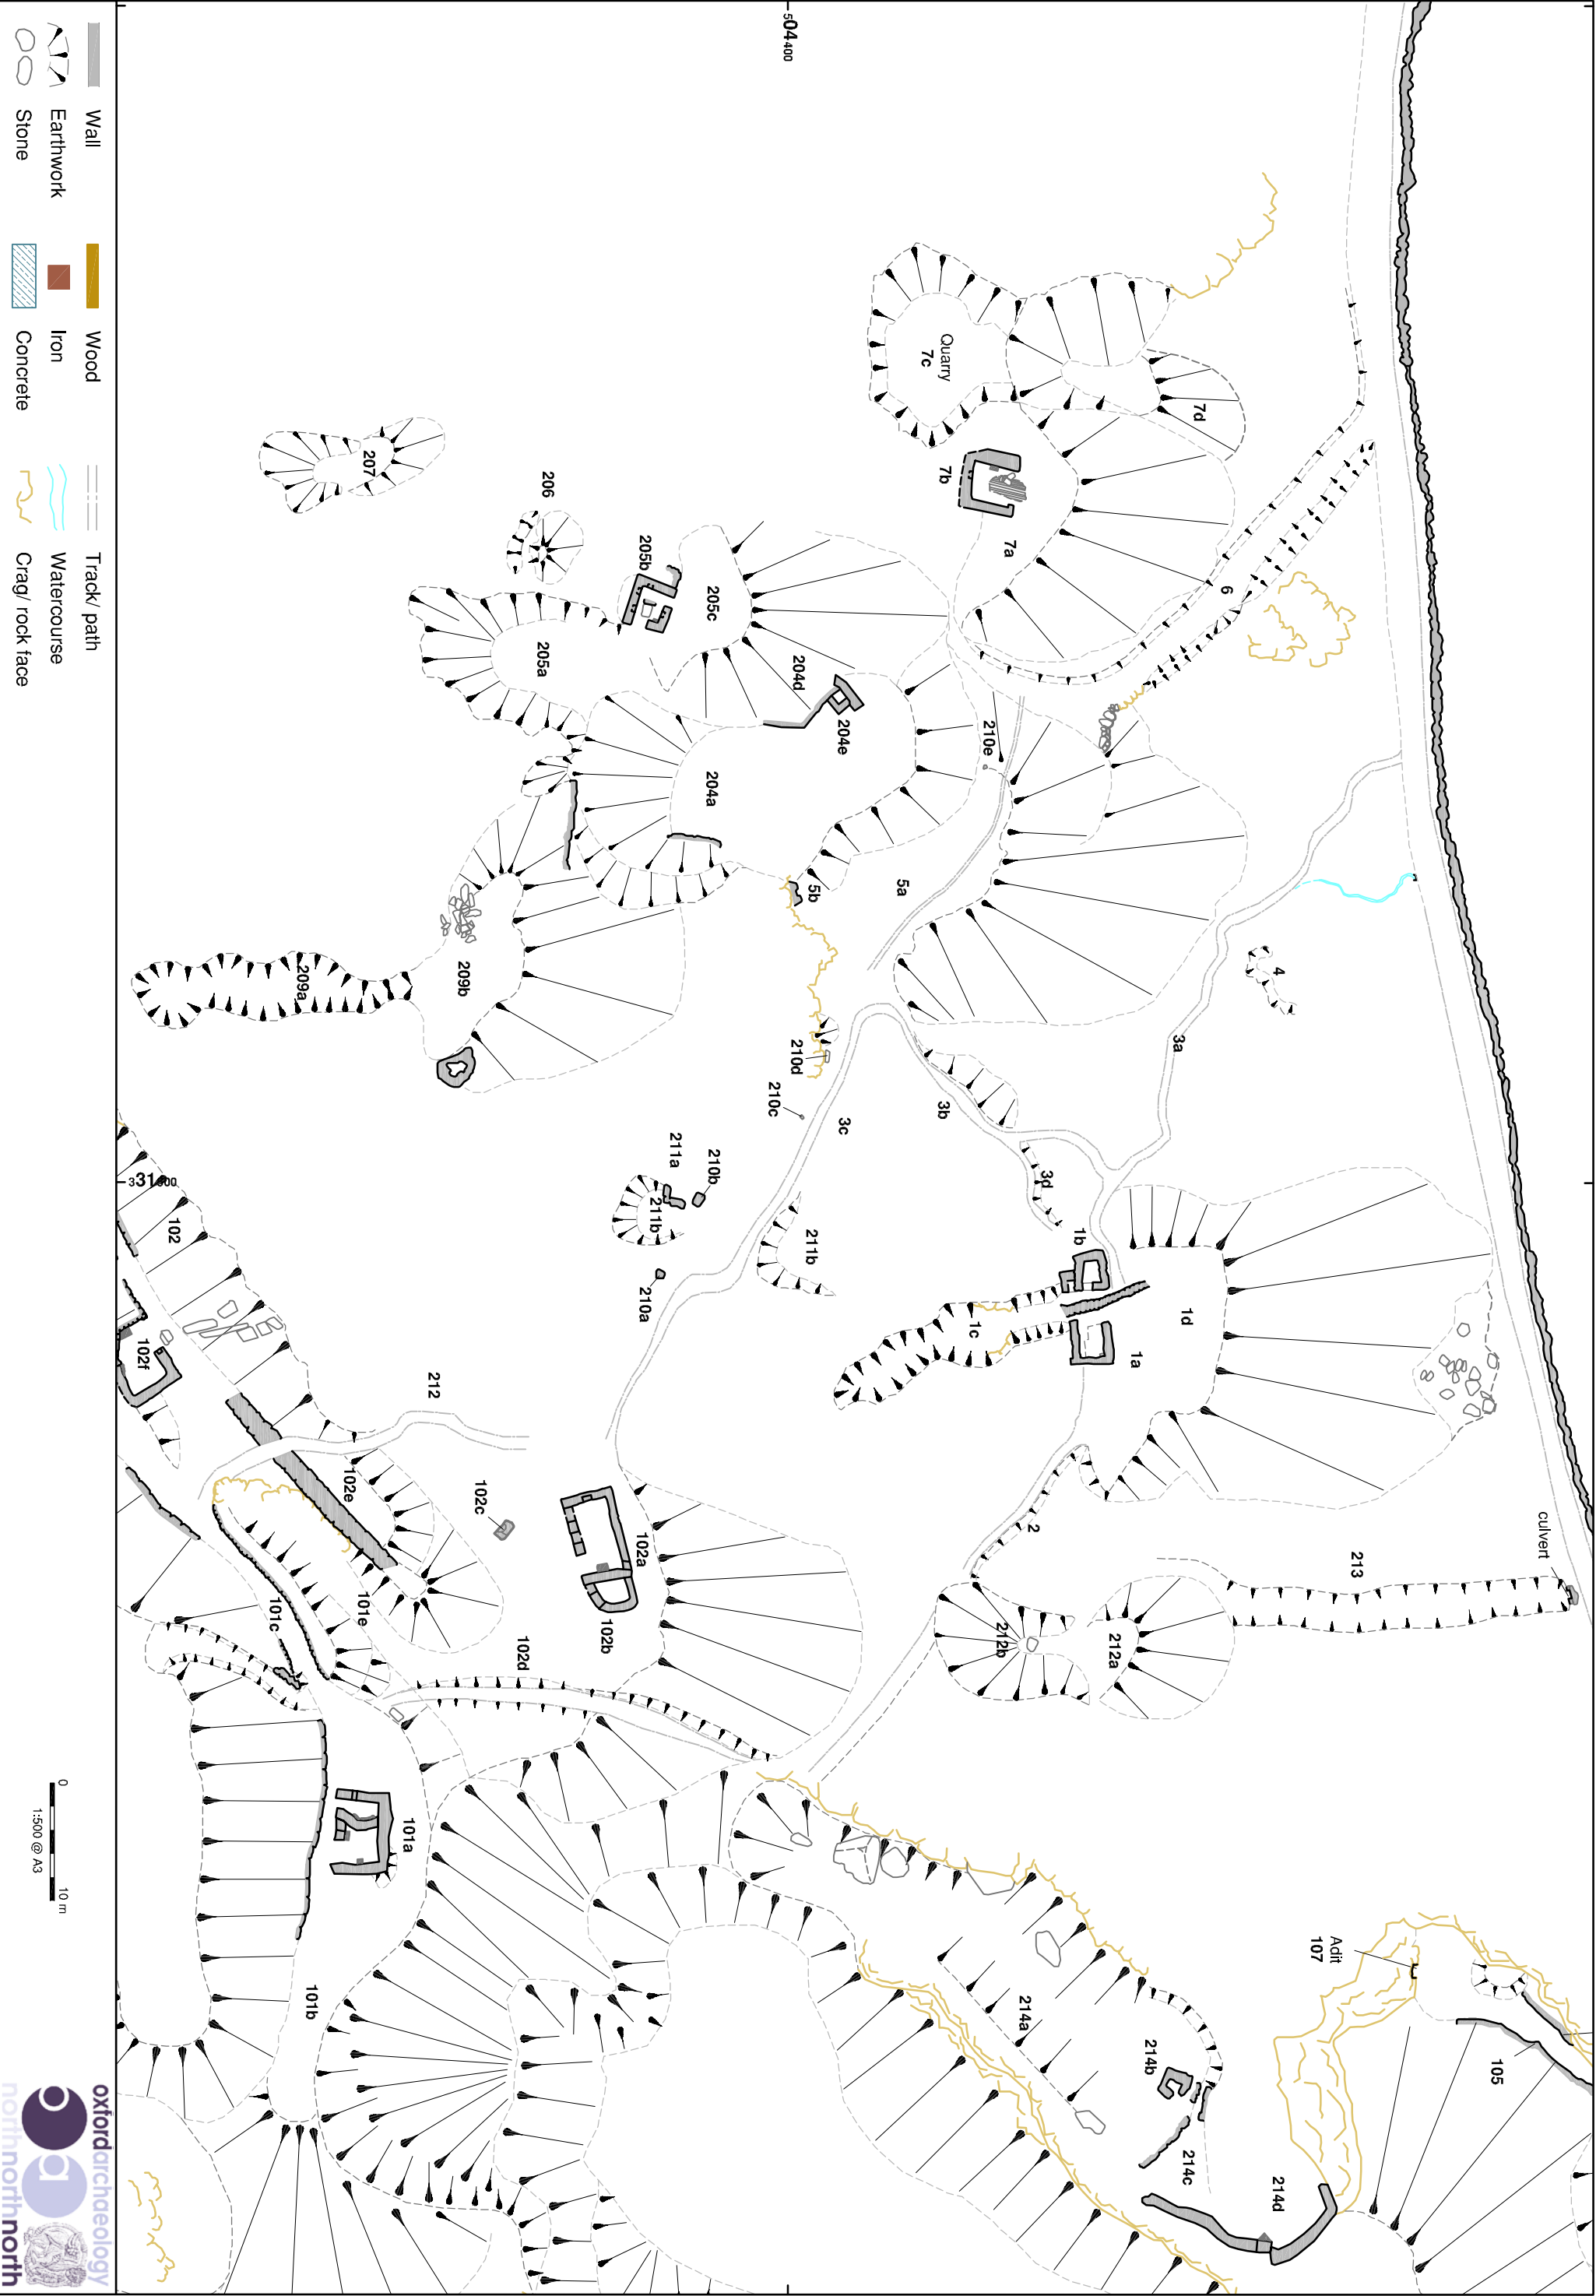 504400
331600
culvert
Adit
107
105
213
214a
214b
214c
214d
212a
212b
2
1d
1a
1b
1c
3d
3a
3b
3c
4
6
7d
7a
7b
Quarry
7c
5a
5b
210e
204e
204d
204a
205c
205b
205a
206
207
209b
209a
210d
210c
210b
211a
211b
211b
210a
212
102
102f
102e
102c
102a
102b
102d
101e
101c
101a
101b
Wall
Earthwork
Stone
Wood
Iron
Concrete
Track/ path
Watercourse
Crag/ rock face
0 10 m
1:500 @ A3
oxfordarchaeology
northnorthnorth